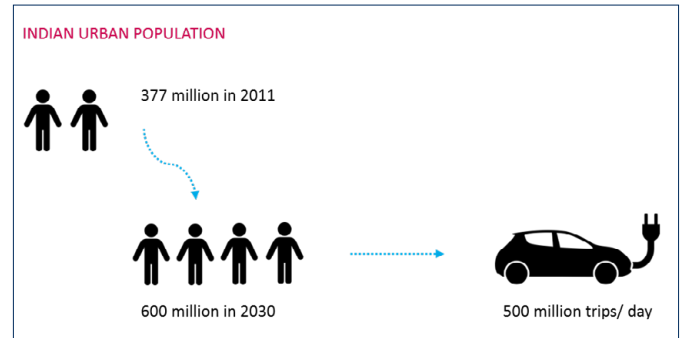 INDIAN URBAN POPULATION
377 million in 2011
600 million in 2030
500 million trips/ day